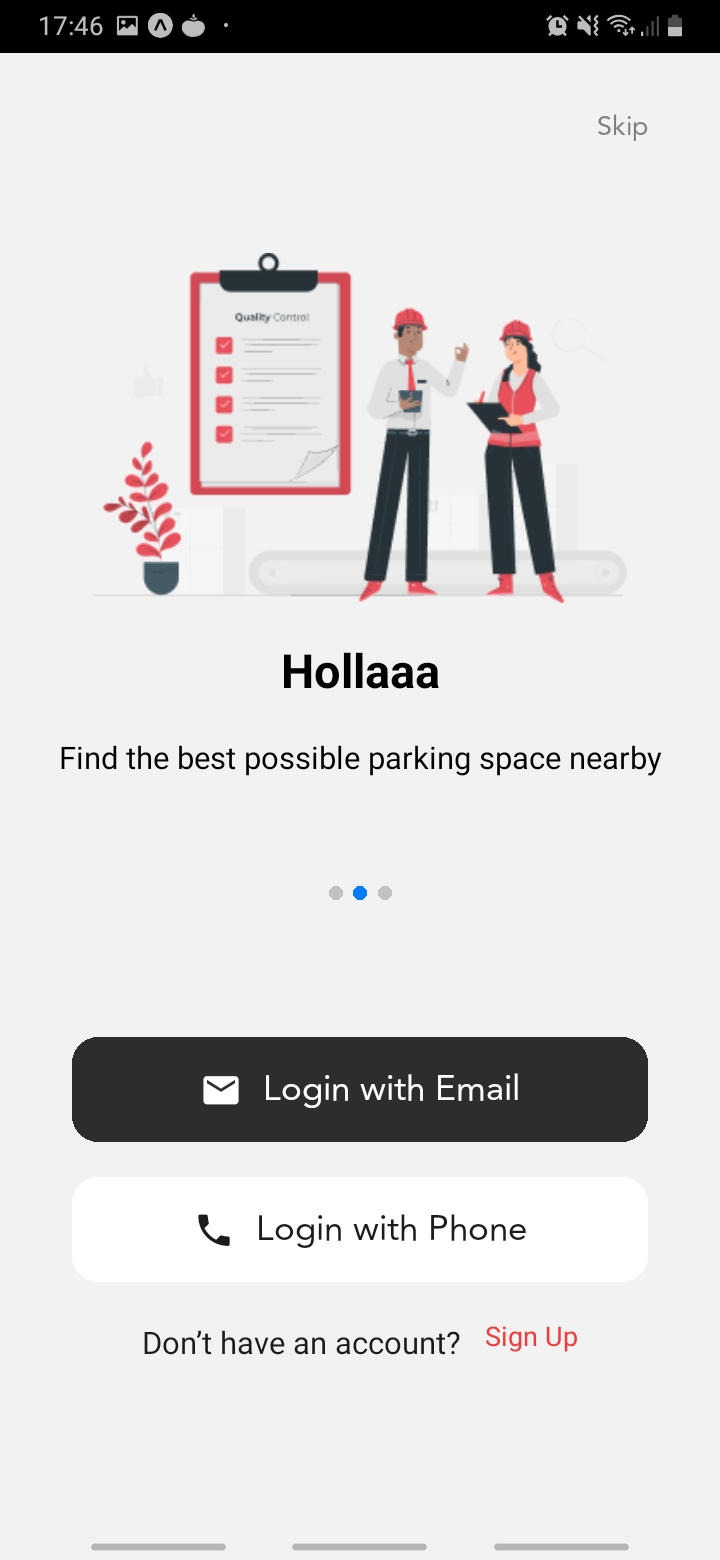 17:46
Skip
Quality Control
Hollaaa
Find the best possible parking space nearby
Login with Email
Login with Phone
Don’t have an account? Sign Up